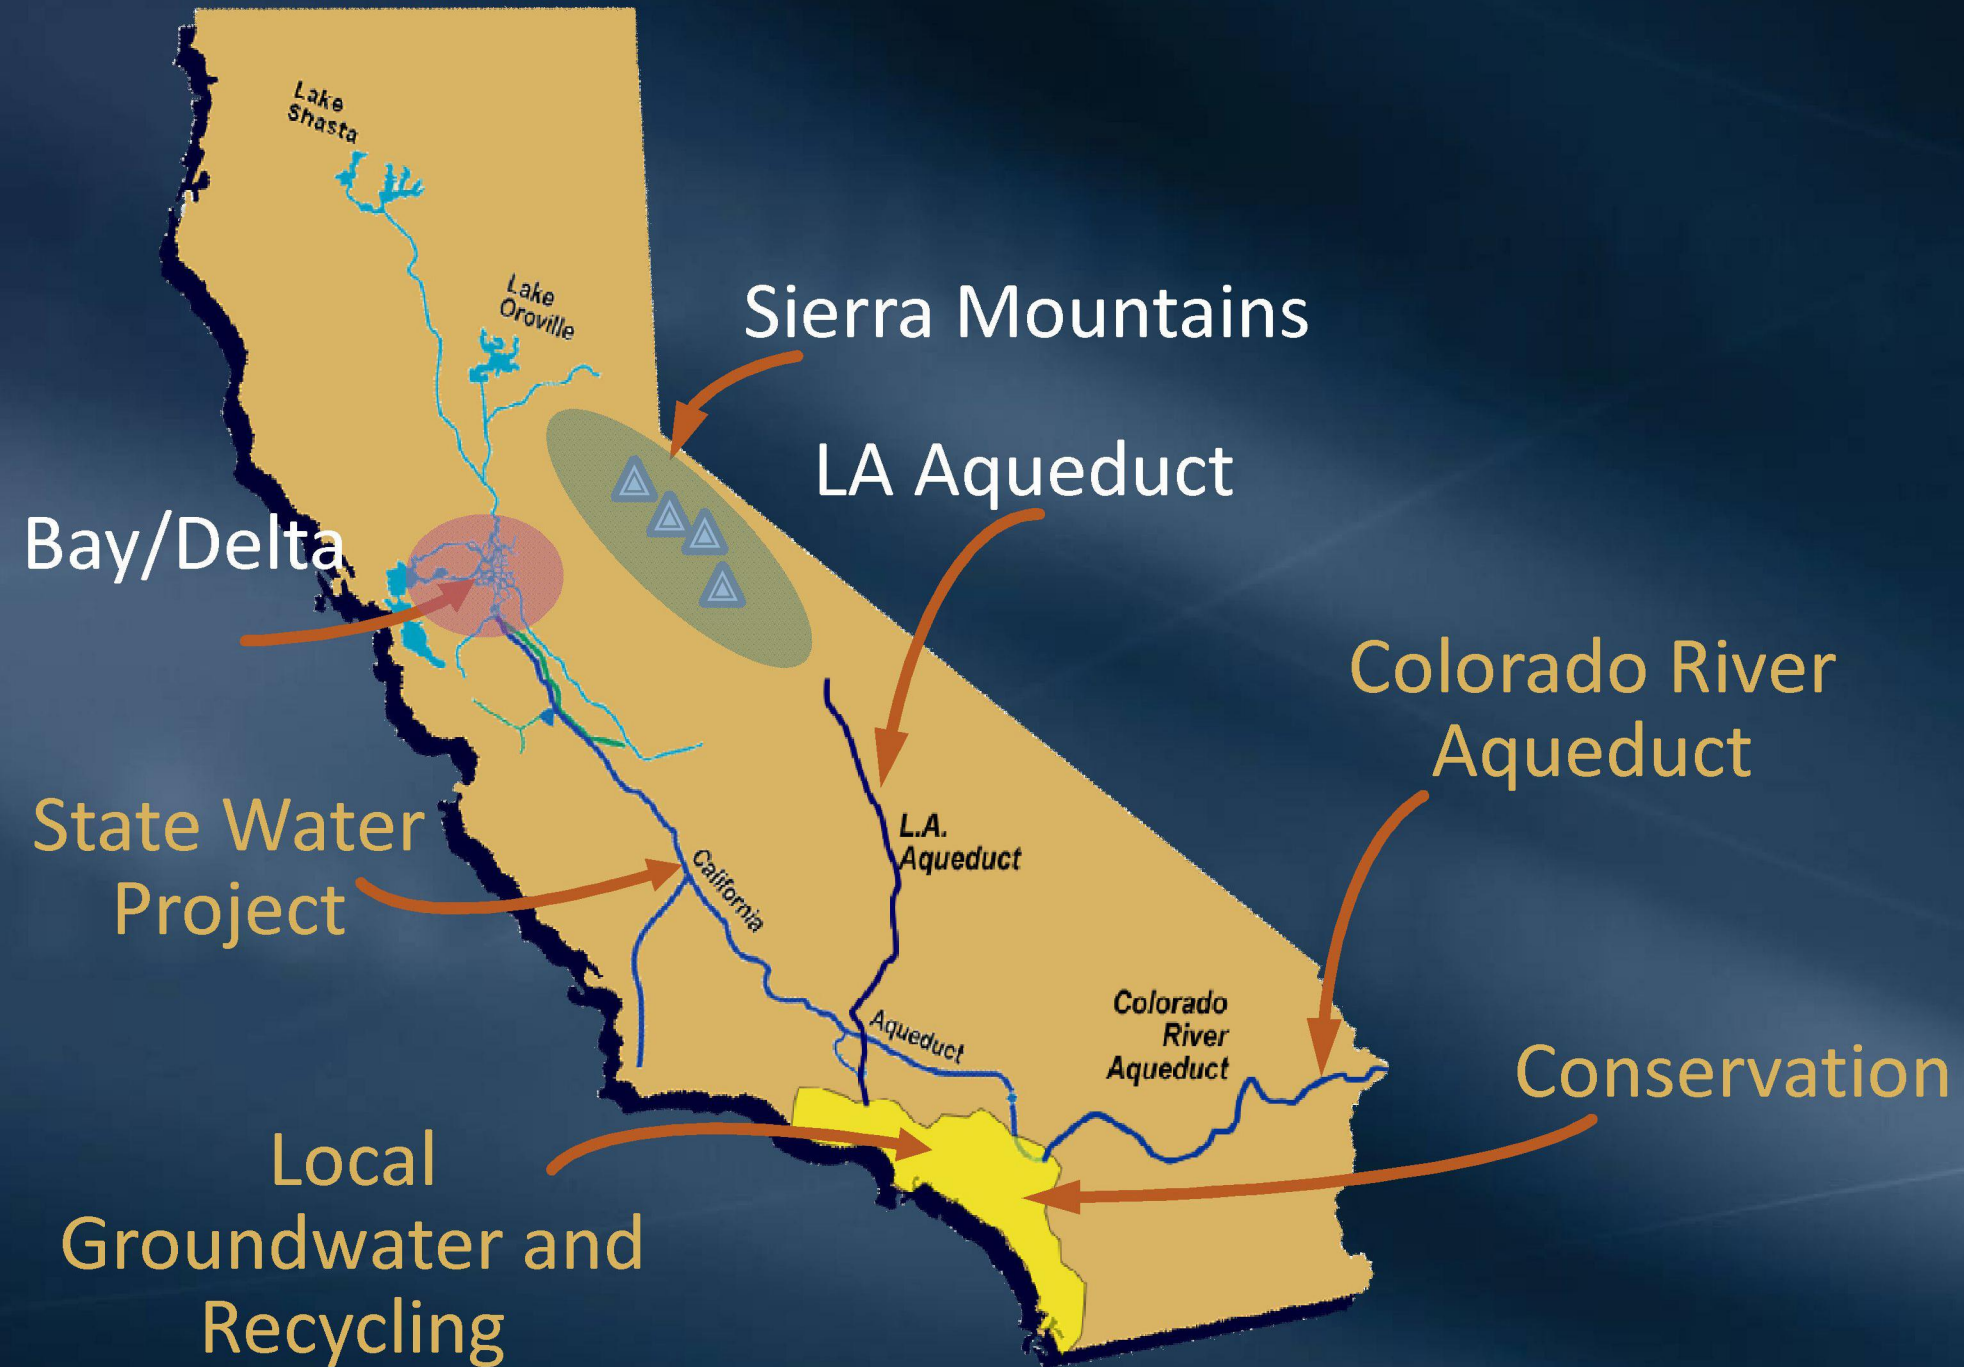 Lake
Shasta
Lake
Oroville
Sierra Mountains
LA Aqueduct
Bay/Delta
Colorado River
Aqueduct
State Water
Project
L.A.
Aqueduct
California
Aqueduct
Colorado
River
Aqueduct
Conservation
Local
Groundwater and
Recycling